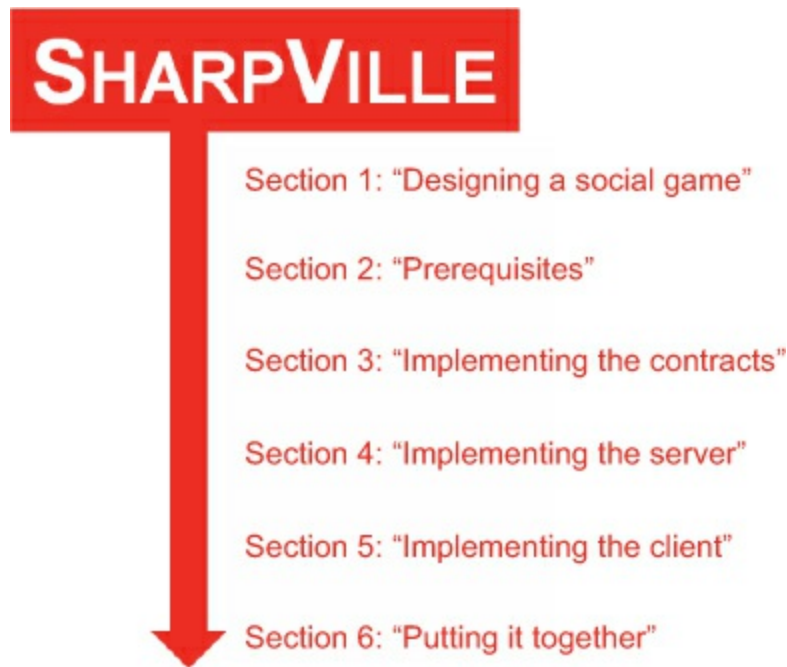 SHARPVILLE
Section 1: “Designing a social game”
Section 2: “Prerequisites”
Section 3: “Implementing the contracts”
Section 4: “Implementing the server”
Section 5: “Implementing the client”
Section 6: “Putting it together”